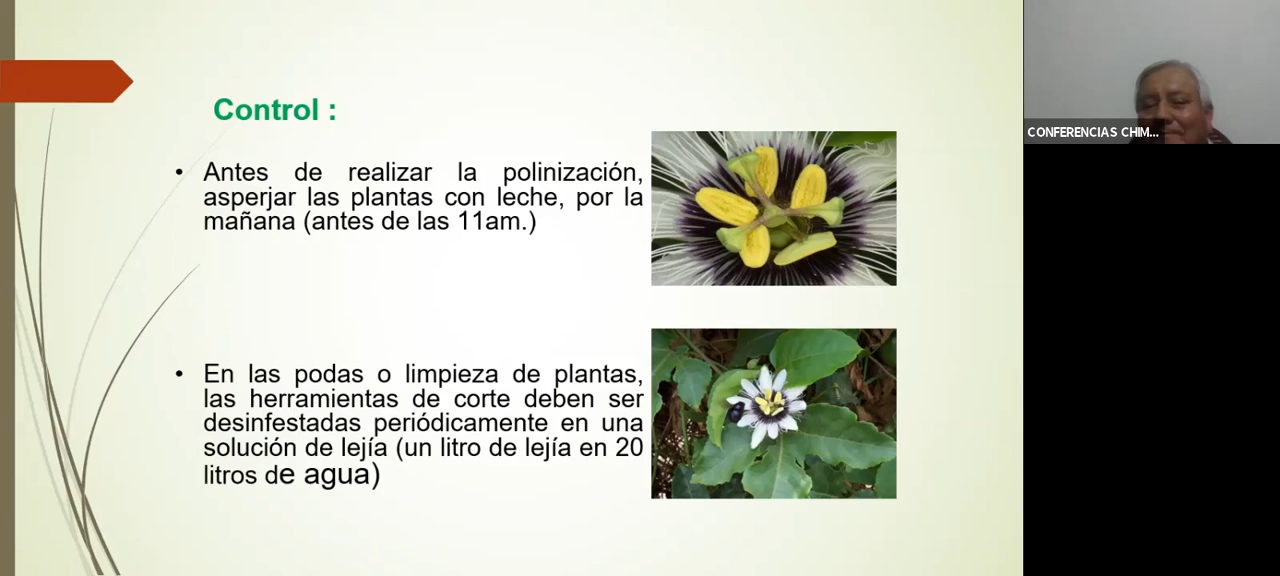 Control :
• Antes de realizar la polinización,
asperjar las plantas con leche, por la
mañana (antes de las 11am.)
• En las podas o limpieza de plantas,
las herramientas de corte deben ser
desinfestadas periódicamente en una
solución de lejía (un litro de lejía en 20
litros de agua)
CONFERENCIAS CHIM...